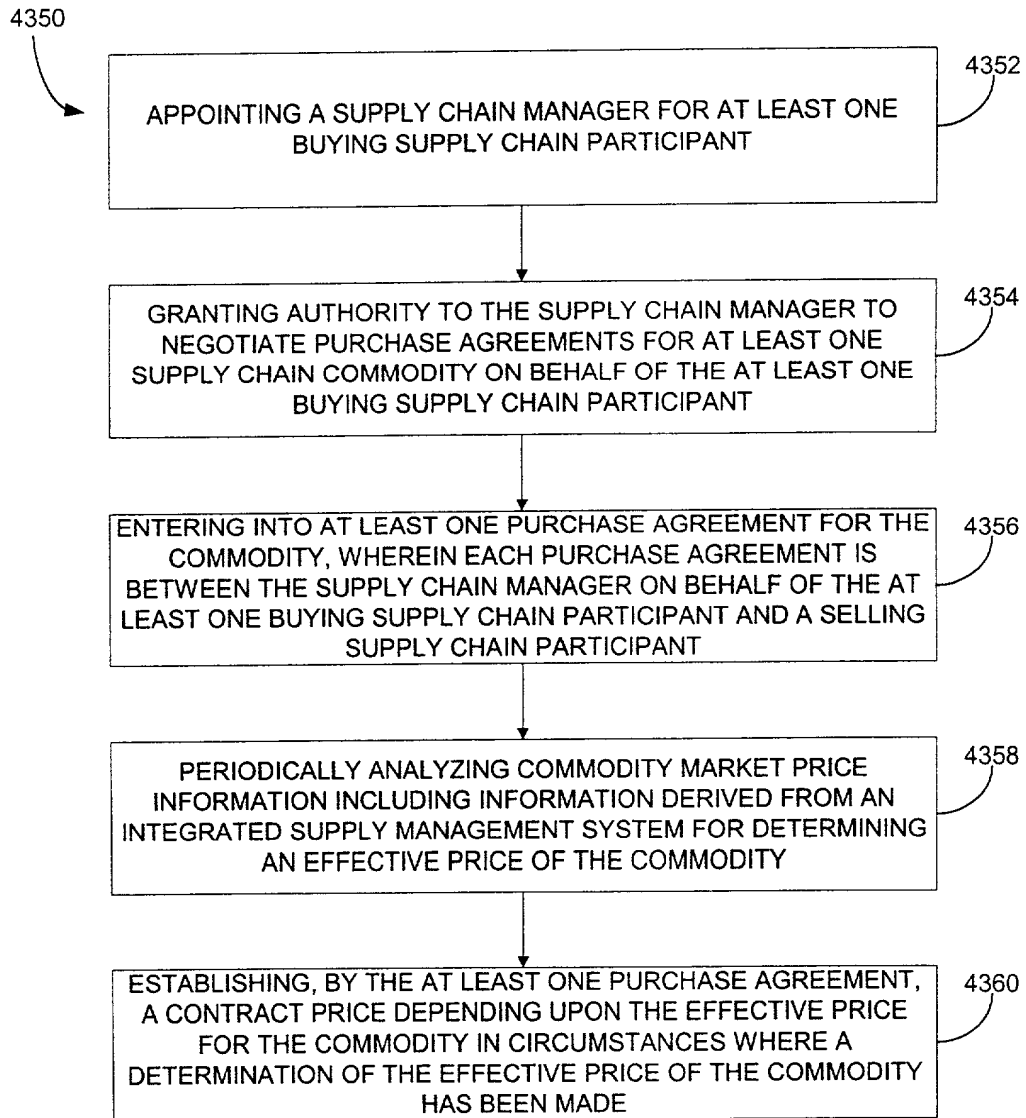 4350
4352
APPOINTING A SUPPLY CHAIN MANAGER FOR AT LEAST ONE
BUYING SUPPLY CHAIN PARTICIPANT
4354
GRANTING AUTHORITY TO THE SUPPLY CHAIN MANAGER TO
NEGOTIATE PURCHASE AGREEMENTS FOR AT LEAST ONE
SUPPLY CHAIN COMMODITY ON BEHALF OF THE AT LEAST ONE
BUYING SUPPLY CHAIN PARTICIPANT
4356
ENTERING INTO AT LEAST ONE PURCHASE AGREEMENT FOR THE
COMMODITY, WHEREIN EACH PURCHASE AGREEMENT IS
BETWEEN THE SUPPLY CHAIN MANAGER ON BEHALF OF THE AT
LEAST ONE BUYING SUPPLY CHAIN PARTICIPANT AND A SELLING
SUPPLY CHAIN PARTICIPANT
4358
PERIODICALLY ANALYZING COMMODITY MARKET PRICE
INFORMATION INCLUDING INFORMATION DERIVED FROM AN
INTEGRATED SUPPLY MANAGEMENT SYSTEM FOR DETERMINING
AN EFFECTIVE PRICE OF THE COMMODITY
4360
ESTABLISHING, BY THE AT LEAST ONE PURCHASE AGREEMENT,
A CONTRACT PRICE DEPENDING UPON THE EFFECTIVE PRICE
FOR THE COMMODITY IN CIRCUMSTANCES WHERE A
DETERMINATION OF THE EFFECTIVE PRICE OF THE COMMODITY
HAS BEEN MADE